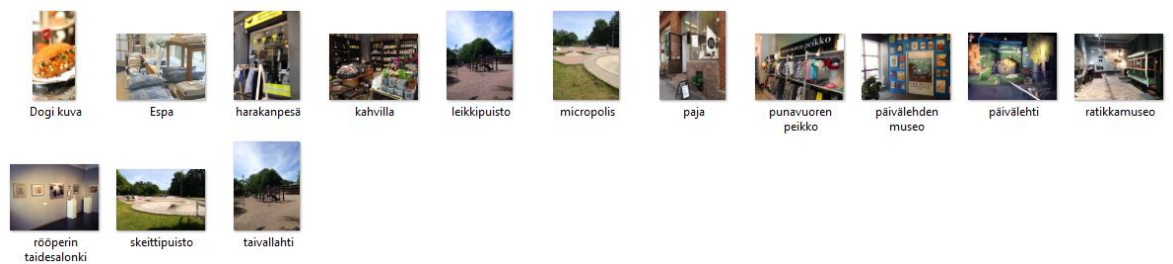 Dogi kuva
Espa
harakanpesä
kahvilla
leikkipuisto
micropolis
paja
punavuoren
peikko
päivälehden
museo
päivälehti
ratikkamuseo
rööperin
taidesalonki
skeittipuisto
taivallahti